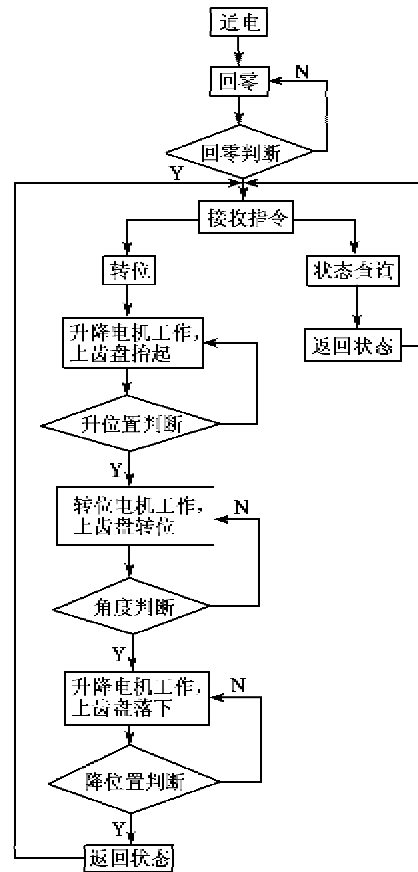 送电
回零
N
回零判断
Y
接收指令
转位
状态查询
升降电机工作，
上齿盘抬起
返回状态
升位置判断
Y
转位电机工作，
上齿盘转位
N
角度判断
Y
升降电机工作，
上齿盘落下
N
降位置判断
Y
返回状态